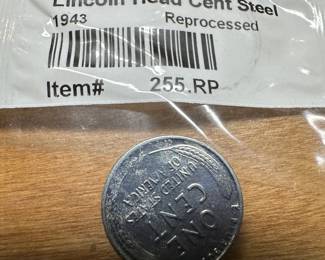 Lincoln Head Cent Steel
1943 Reprocessed
Item# 255.RP
ONE
CENT
UNITED STATES
OF AMERICA